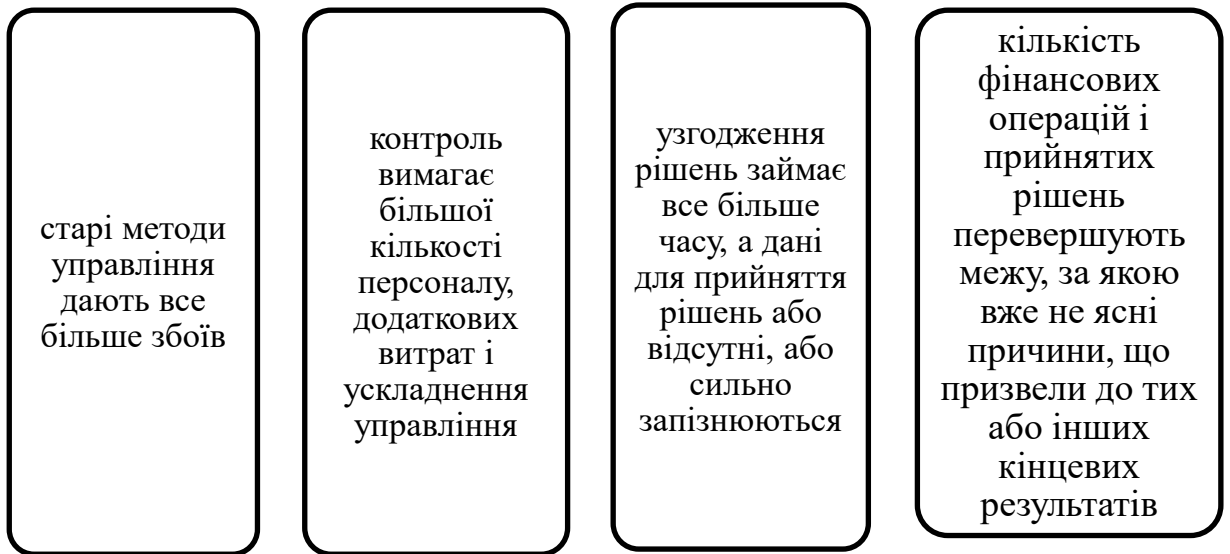 старі методи
управління
дають все
більше збоїв
контроль
вимагає
більшої
кількості
персоналу,
додаткових
витрат і
ускладнення
управління
узгодження
рішень займає
все більше
часу, а дані
для прийняття
рішень або
відсутні, або
сильно
запізнюються
кількість
фінансових
операцій і
прийнятих
рішень
перевершують
межу, за якою
вже не ясні
причини, що
призвели до тих
або інших
кінцевих
результатів